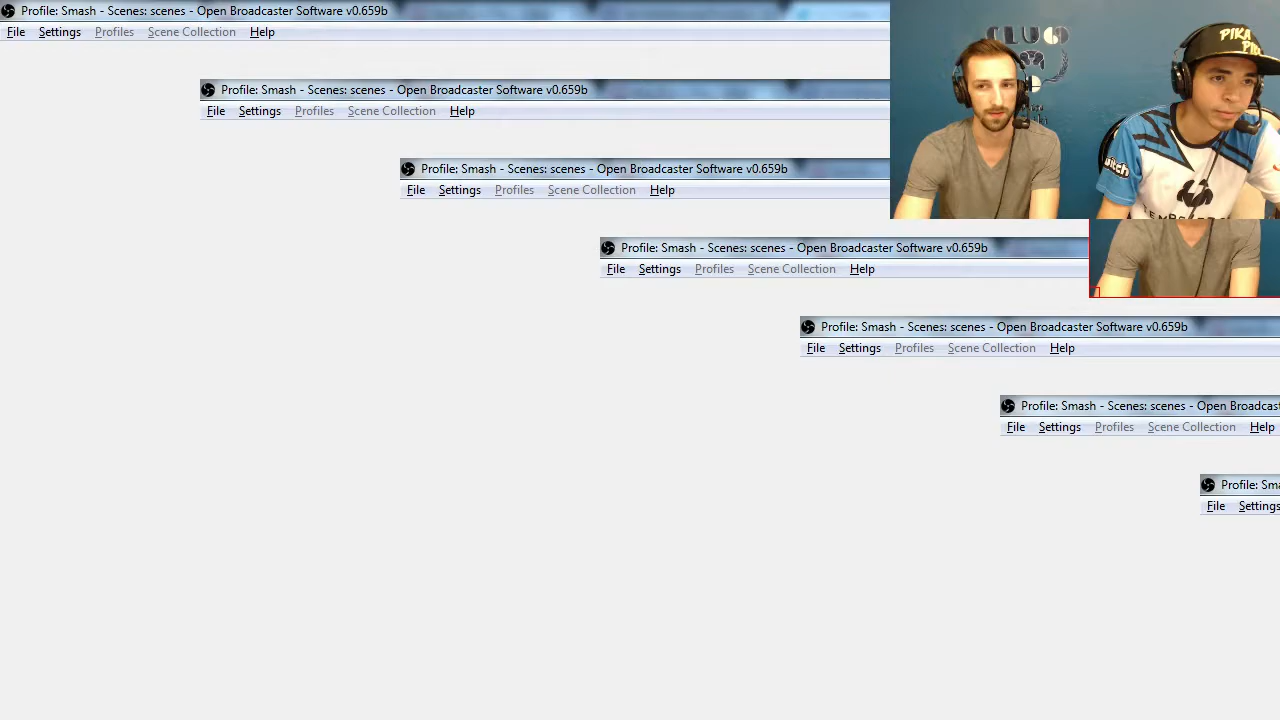 Profile: Smash - Scenes: scenes - Open Broadcaster Software v0.659b
File Settings Profiles Scene Collection Help
CLU
PIKA
Profile: Smash - Scenes: scenes - Open Broadcaster Software v0.659b
File Settings Profiles Scene Collection Help
Profile: Smash - Scenes: scenes - Open Broadcaster Software v0.659b
twitch
File Settings Profiles Scene Collection Help
Profile: Smash - Scenes: scenes - Open Broadcaster Software v0.659b
File Settings Profiles Scene Collection Help
Profile: Smash - Scenes: scenes - Open Broadcaster Software v0.659b
File Settings Profiles Scene Collection Help
Profile: Smash - Scenes: scenes - Open Broadcast
File Settings Profiles Scene Collection Help
Profile: Sma
File Settings